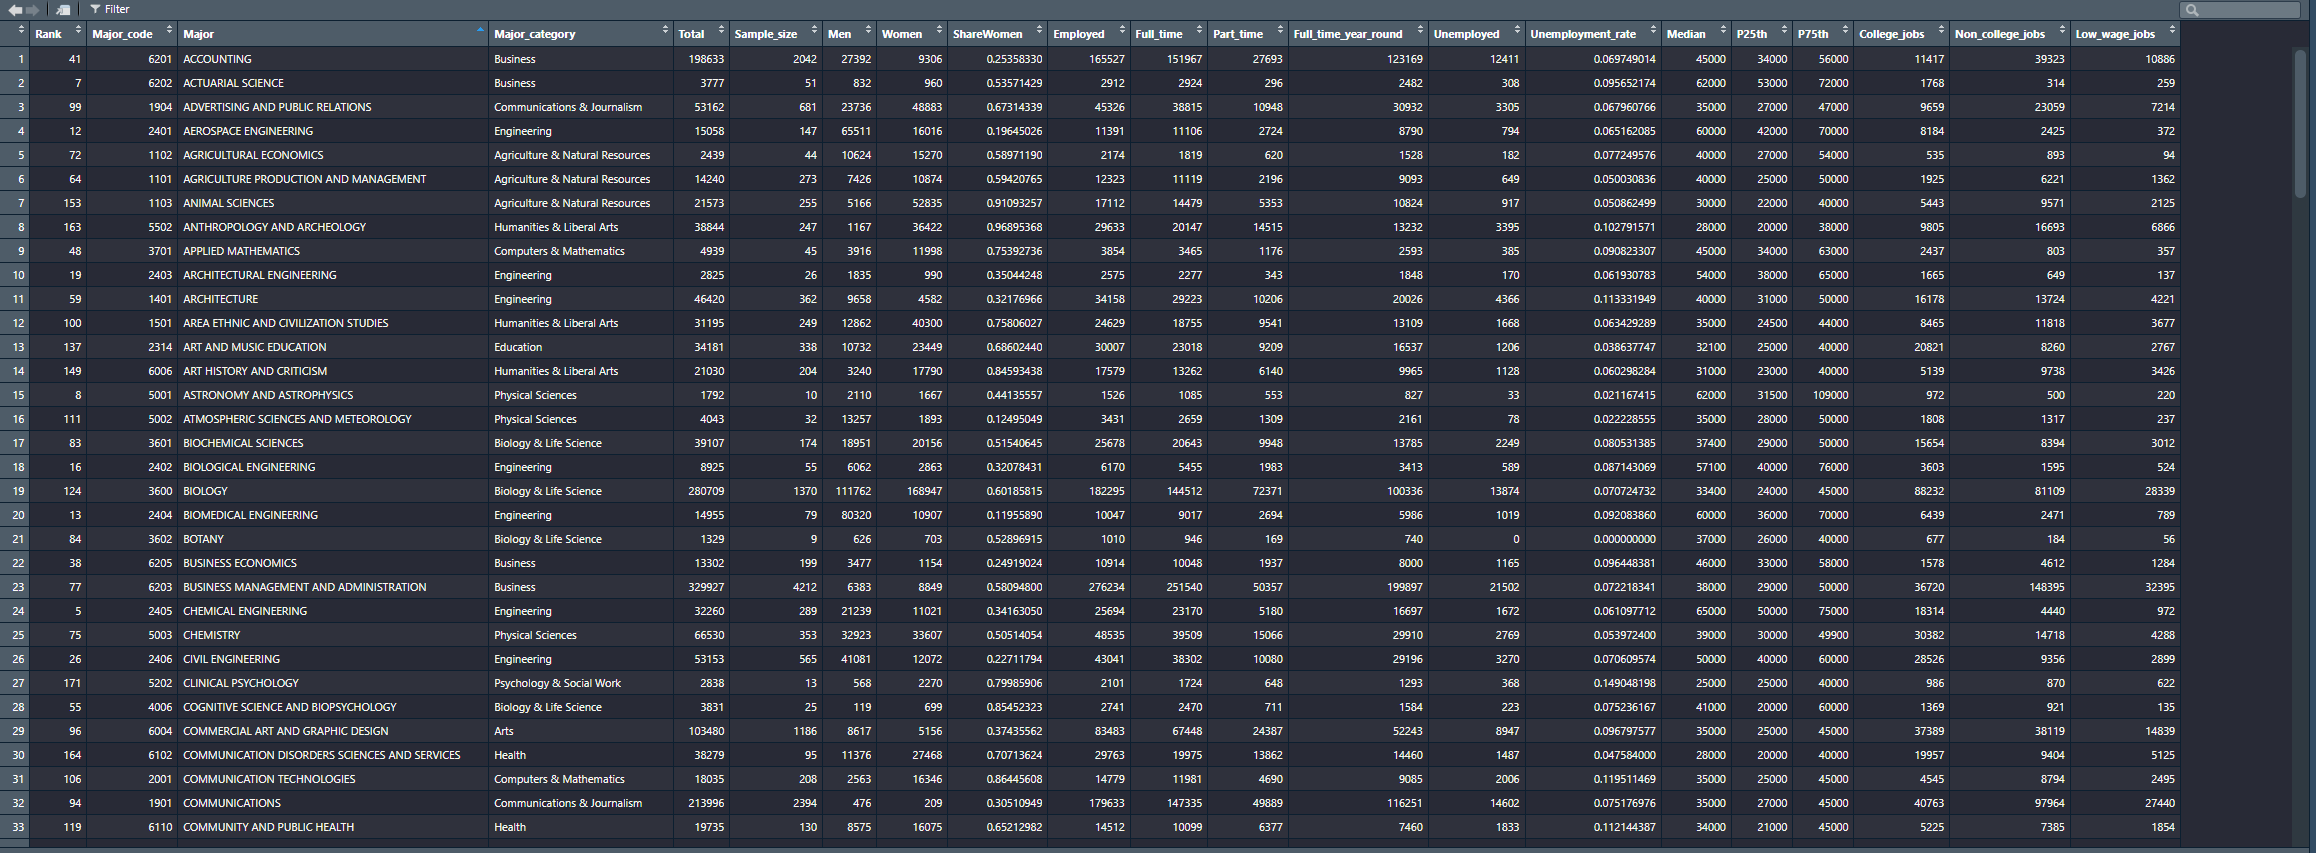 Filter
Rank Major_code Major Major_category Total Sample_size Men Women ShareWomen Employed Full_time Part_time Full_time_year_round Unemployed Unemployment_rate Median P25th P75th College_jobs Non_college_jobs Low_wage_jobs
1 41 6201 ACCOUNTING Business 198633 2042 27392 9306 0.25358330 165527 151967 27693 123169 12411 0.069749014 45000 34000 56000 11417 39323 10886
2 7 6202 ACTUARIAL SCIENCE Business 3777 51 832 960 0.53571429 2912 2924 296 2482 308 0.095652174 62000 53000 72000 1768 314 259
3 99 1904 ADVERTISING AND PUBLIC RELATIONS Communications & Journalism 53162 681 23736 48883 0.67314339 45326 38815 10948 30932 3305 0.067960766 35000 27000 47000 9659 23059 7214
4 12 2401 AEROSPACE ENGINEERING Engineering 15058 147 65511 16016 0.19645026 11391 11106 2724 8790 794 0.065162085 60000 42000 70000 8184 2425 372
5 72 1102 AGRICULTURAL ECONOMICS Agriculture & Natural Resources 2439 44 10624 15270 0.58971190 2174 1819 620 1528 182 0.077249576 40000 27000 54000 535 893 94
6 64 1101 AGRICULTURE PRODUCTION AND MANAGEMENT Agriculture & Natural Resources 14240 273 7426 10874 0.59420765 12323 11119 2196 9093 649 0.050030836 40000 25000 50000 1925 6221 1362
7 153 1103 ANIMAL SCIENCES Agriculture & Natural Resources 21573 255 5166 52835 0.91093257 17112 14479 5353 10824 917 0.050862499 30000 22000 40000 5443 9571 2125
8 163 5502 ANTHROPOLOGY AND ARCHEOLOGY Humanities & Liberal Arts 38844 247 1167 36422 0.96895368 29633 20147 14515 13232 3395 0.102791571 28000 20000 38000 9805 16693 6866
9 48 3701 APPLIED MATHEMATICS Computers & Mathematics 4939 45 3916 11998 0.75392736 3854 3465 1176 2593 385 0.090823307 45000 34000 63000 2437 803 357
10 19 2403 ARCHITECTURAL ENGINEERING Engineering 2825 26 1835 990 0.35044248 2575 2277 343 1848 170 0.061930783 54000 38000 65000 1665 649 137
11 59 1401 ARCHITECTURE Engineering 46420 362 9658 4582 0.32176966 34158 29223 10206 20026 4366 0.113331949 40000 31000 50000 16178 13724 4221
12 100 1501 AREA ETHNIC AND CIVILIZATION STUDIES Humanities & Liberal Arts 31195 249 12862 40300 0.75806027 24629 18755 9541 13109 1668 0.063429289 35000 24500 44000 8465 11818 3677
13 137 2314 ART AND MUSIC EDUCATION Education 34181 338 10732 23449 0.68602440 30007 23018 9209 16537 1206 0.038637747 32100 25000 40000 20821 8260 2767
14 149 6006 ART HISTORY AND CRITICISM Humanities & Liberal Arts 21030 204 3240 17790 0.84593438 17579 13262 6140 9965 1128 0.060298284 31000 23000 40000 5139 9738 3426
15 8 5001 ASTRONOMY AND ASTROPHYSICS Physical Sciences 1792 10 2110 1667 0.44135557 1526 1085 553 827 33 0.021167415 62000 31500 109000 972 500 220
16 111 5002 ATMOSPHERIC SCIENCES AND METEOROLOGY Physical Sciences 4043 32 13257 1893 0.12495049 3431 2659 1309 2161 78 0.022228555 35000 28000 50000 1808 1317 237
17 83 3601 BIOCHEMICAL SCIENCES Biology & Life Science 39107 174 18951 20156 0.51540645 25678 20643 9948 13785 2249 0.080531385 37400 29000 50000 15654 8394 3012
18 16 2402 BIOLOGICAL ENGINEERING Engineering 8925 55 6062 2863 0.32078431 6170 5455 1983 3413 589 0.087143069 57100 40000 76000 3603 1595 524
19 124 3600 BIOLOGY Biology & Life Science 280709 1370 111762 168947 0.60185815 182295 144512 72371 100336 13874 0.070724732 33400 24000 45000 88232 81109 28339
20 13 2404 BIOMEDICAL ENGINEERING Engineering 14955 79 80320 10907 0.11955890 10047 9017 2694 5986 1019 0.092083860 60000 36000 70000 6439 2471 789
21 84 3602 BOTANY Biology & Life Science 1329 9 626 703 0.52896915 1010 946 169 740 0 0.000000000 37000 26000 40000 677 184 56
22 38 6205 BUSINESS ECONOMICS Business 13302 199 3477 1154 0.24919024 10914 10048 1937 8000 1165 0.096448381 46000 33000 58000 1578 4612 1284
23 77 6203 BUSINESS MANAGEMENT AND ADMINISTRATION Business 329927 4212 6383 8849 0.58094800 276234 251540 50357 199897 21502 0.072218341 38000 29000 50000 36720 148395 32395
24 5 2405 CHEMICAL ENGINEERING Engineering 32260 289 21239 11021 0.34163050 25694 23170 5180 16697 1672 0.061097712 65000 50000 75000 18314 4440 972
25 75 5003 CHEMISTRY Physical Sciences 66530 353 32923 33607 0.50514054 48535 39509 15066 29910 2769 0.053972400 39000 30000 49900 30382 14718 4288
26 26 2406 CIVIL ENGINEERING Engineering 53153 565 41081 12072 0.22711794 43041 38302 10080 29196 3270 0.070609574 50000 40000 60000 28526 9356 2899
27 171 5202 CLINICAL PSYCHOLOGY Psychology & Social Work 2838 13 568 2270 0.79985906 2101 1724 648 1293 368 0.149048198 25000 25000 40000 986 870 622
28 55 4006 COGNITIVE SCIENCE AND BIOPSYCHOLOGY Biology & Life Science 3831 25 119 699 0.85452323 2741 2470 711 1584 223 0.075236167 41000 20000 60000 1369 921 135
29 96 6004 COMMERCIAL ART AND GRAPHIC DESIGN Arts 103480 1186 8617 5156 0.37435562 83483 67448 24387 52243 8947 0.096797577 35000 25000 45000 37389 38119 14839
30 164 6102 COMMUNICATION DISORDERS SCIENCES AND SERVICES Health 38279 95 11376 27468 0.70713624 29763 19975 13862 14460 1487 0.047584000 28000 20000 40000 19957 9404 5125
31 106 2001 COMMUNICATION TECHNOLOGIES Computers & Mathematics 18035 208 2563 16346 0.86445608 14779 11981 4690 9085 2006 0.119511469 35000 25000 45000 4545 8794 2495
32 94 1901 COMMUNICATIONS Communications & Journalism 213996 2394 476 209 0.30510949 179633 147335 49889 116251 14602 0.075176976 35000 27000 45000 40763 97964 27440
33 119 6110 COMMUNITY AND PUBLIC HEALTH Health 19735 130 8575 16075 0.65212982 14512 10099 6377 7460 1833 0.112144387 34000 21000 45000 5225 7385 1854